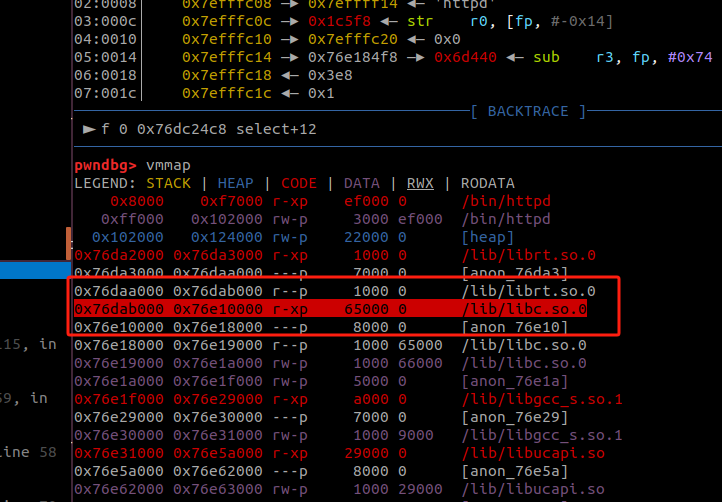 02:0008│ 0x7efffc08 —▸ 0x7effff14 ◂— 'httpd'
03:000c│ 0x7efffc0c —▸ 0x1c5f8 ◂— str r0, [fp, #-0x14]
04:0010│ 0x7efffc10 —▸ 0x7efffc20 ◂— 0x0
05:0014│ 0x7efffc14 —▸ 0x76e184f8 —▸ 0x6d440 ◂— sub r3, fp, #0x74
06:0018│ 0x7efffc18 ◂— 0x3e8
07:001c│ 0x7efffc1c ◂— 0x1
[ BACKTRACE ]
► f 0 0x76dc24c8 select+12
pwndbg> vmmap
LEGEND: STACK | HEAP | CODE | DATA | RWX | RODATA
0x8000 0xf7000 r-xp ef000 0 /bin/httpd
0xff000 0x102000 rw-p 3000 ef000 /bin/httpd
0x102000 0x124000 rw-p 22000 0 [heap]
0x76da2000 0x76da3000 r-xp 1000 0 /lib/librt.so.0
0x76da3000 0x76daa000 ---p 7000 0 [anon_76da3]
0x76daa000 0x76dab000 r--p 1000 0 /lib/librt.so.0
0x76dab000 0x76e10000 r-xp 65000 0 /lib/libc.so.0
0x76e10000 0x76e18000 ---p 8000 0 [anon_76e10]
115, in
0x76e18000 0x76e19000 r--p 1000 65000 /lib/libc.so.0
0x76e19000 0x76e1a000 rw-p 1000 66000 /lib/libc.so.0
0x76e1a000 0x76e1f000 rw-p 5000 0 [anon_76e1a]
59, in
0x76e1f000 0x76e29000 r-xp a000 0 /lib/libgcc_s.so.1
0x76e29000 0x76e30000 ---p 7000 0 [anon_76e29]
0x76e30000 0x76e31000 rw-p 1000 9000 /lib/libgcc_s.so.1
line 58
0x76e31000 0x76e5a000 r-xp 29000 0 /lib/libucapi.so
0x76e5a000 0x76e62000 ---p 8000 0 [anon_76e5a]
0x76e62000 0x76e63000 rw-p 1000 29000 /lib/libucapi.so